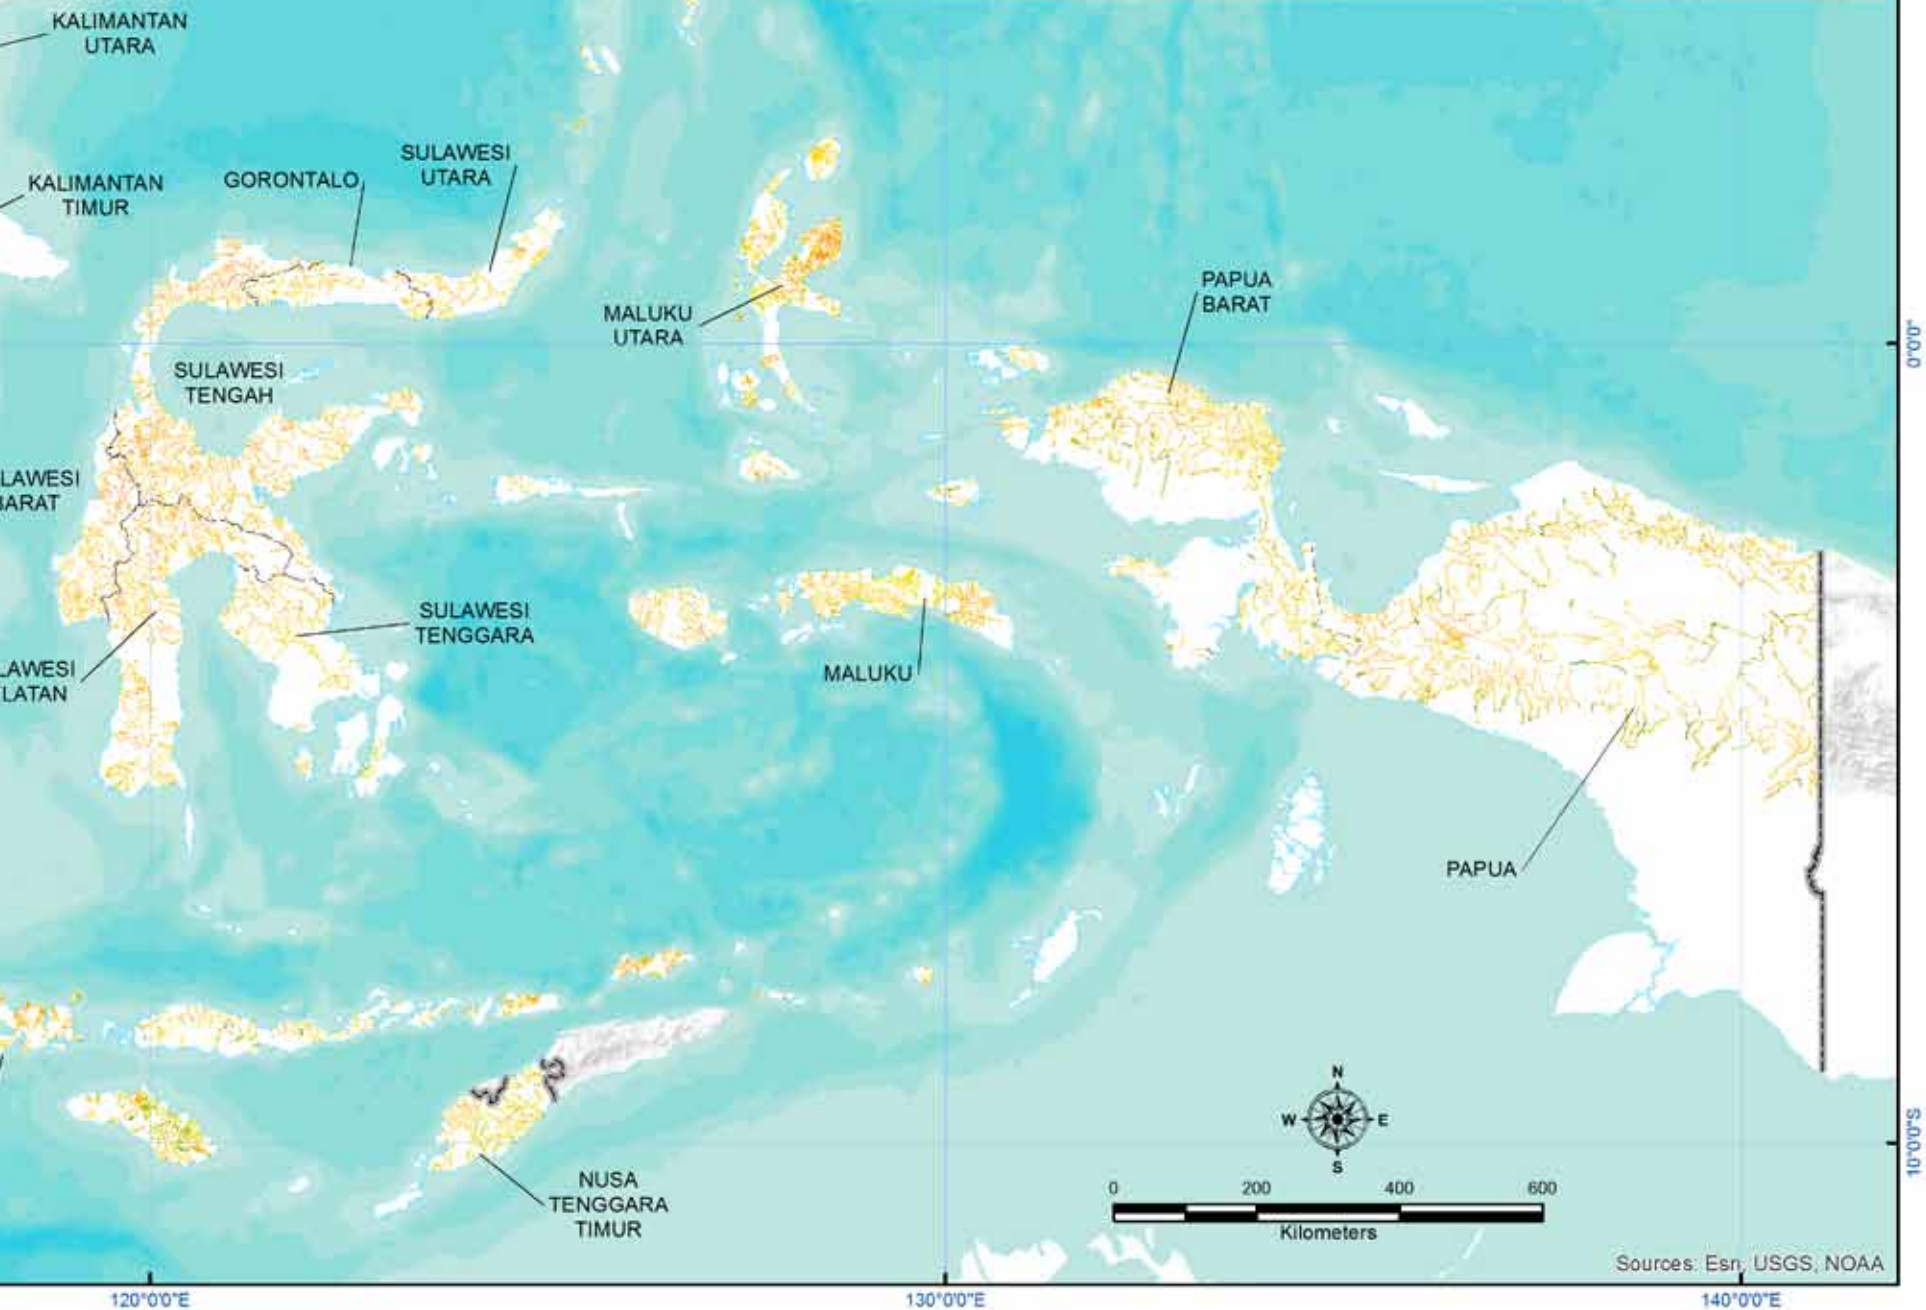 KALIMANTAN
UTARA
SULAWESI
UTARA
GORONTALO
KALIMANTAN
TIMUR
PAPUA
BARAT
MALUKU
UTARA
0°0'0"
SULAWESI
TENGAH
LAWESI
BARAT
SULAWESI
TENGGARA
LAWESI
LATAN
MALUKU
PAPUA
N
W
E
S
10°0'0"S
NUSA
TENGGARA
TIMUR
0 200 400 600
Kilometers
Sources: Esri, USGS, NOAA
120°0'0"E
130°0'0"E
140°0'0"E